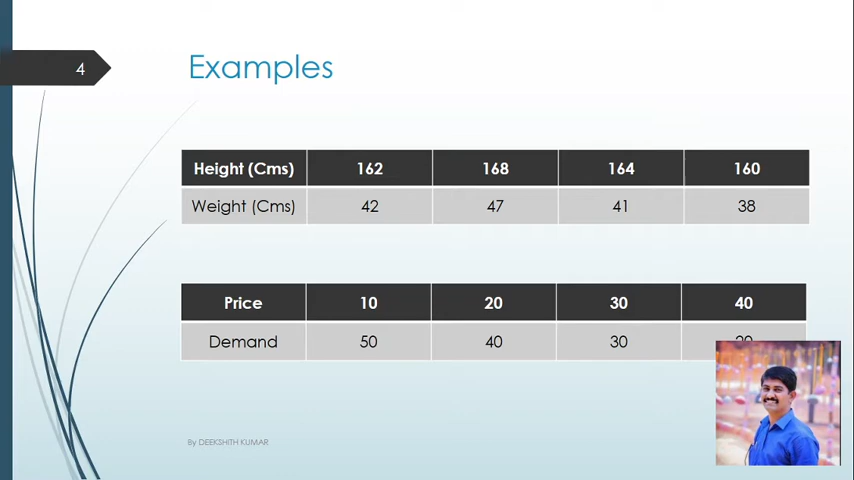 4
Examples
Height (Cms) 162 168 164 160
Weight (Cms) 42 47 41 38
Price 10 20 30 40
Demand 50 40 30
By DEEKSHITH KUMAR